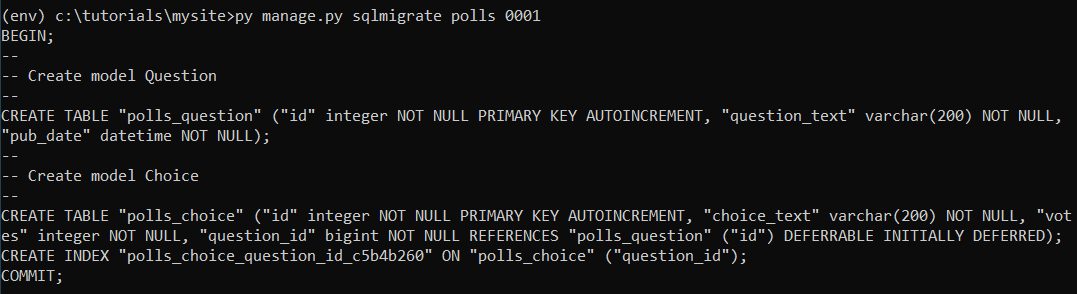 (env) c:\tutorials\mysite>py manage.py sqlmigrate polls 0001
BEGIN;
--
-- Create model Question
--
CREATE TABLE "polls_question" ("id" integer NOT NULL PRIMARY KEY AUTOINCREMENT, "question_text" varchar(200) NOT NULL,
"pub_date" datetime NOT NULL);
--
-- Create model Choice
--
CREATE TABLE "polls_choice" ("id" integer NOT NULL PRIMARY KEY AUTOINCREMENT, "choice_text" varchar(200) NOT NULL, "vot
es" integer NOT NULL, "question_id" bigint NOT NULL REFERENCES "polls_question" ("id") DEFERRABLE INITIALLY DEFERRED);
CREATE INDEX "polls_choice_question_id_c5b4b260" ON "polls_choice" ("question_id");
COMMIT;